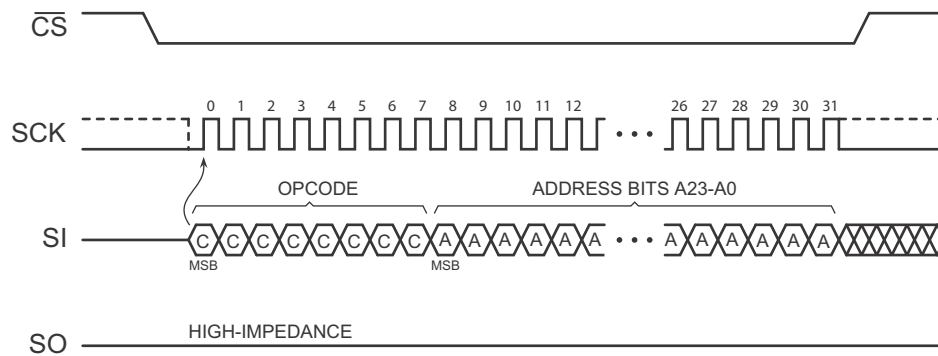 CS
0 1 2 3 4 5 6 7 8 9 10 11 12 26 27 28 29 30 31
SCK
OPCODE ADDRESS BITS A23-A0
SI C C C C C C C C A A A A A A A A A A A A
MSB MSB
HIGH-IMPEDANCE
SO